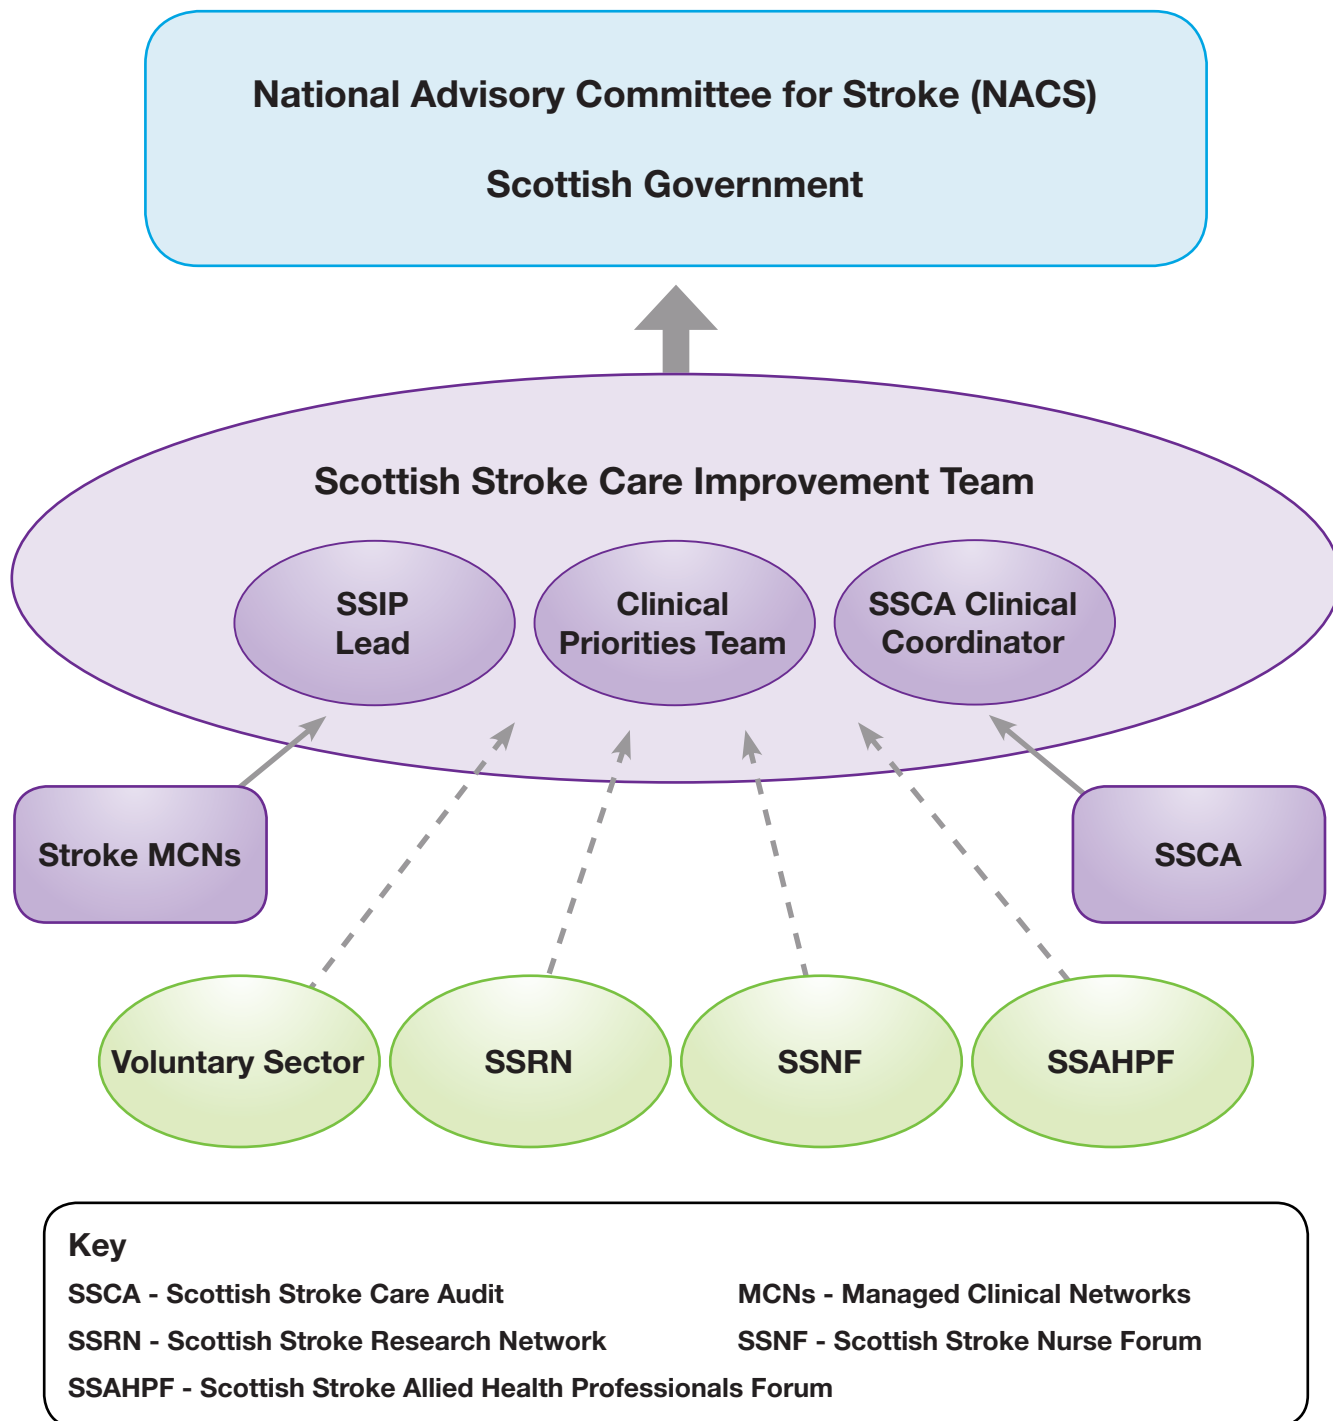 National Advisory Committee for Stroke (NACS)
Scottish Government
Scottish Stroke Care Improvement Team
SSIP
Lead
Clinical
Priorities Team
SSCA Clinical
Coordinator
Stroke MCNs
SSCA
Voluntary Sector
SSRN
SSNF
SSAHPF
Key
SSCA - Scottish Stroke Care Audit
MCNs - Managed Clinical Networks
SSRN - Scottish Stroke Research Network
SSNF - Scottish Stroke Nurse Forum
SSAHPF - Scottish Stroke Allied Health Professionals Forum